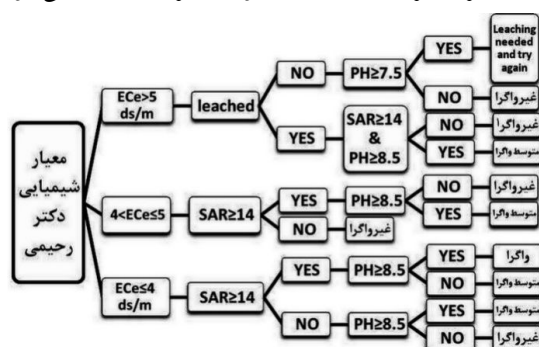 معیار
شیمیایی
دکتر
رحیمی
ECe>5
ds/m
leached
NO
PH≥7.5
YES
Leaching
needed
and try
again
NO
غیرواگرا
YES
SAR≥14
&
PH≥8.5
NO
غیرواگرا
YES
متوسط واگرا
4<ECe≤5
SAR≥14
YES
PH≥8.5
NO
غیرواگرا
YES
متوسط واگرا
NO
غیرواگرا
ECe≤4
ds/m
SAR≥14
YES
PH≥8.5
YES
واگرا
NO
متوسط واگرا
NO
PH≥8.5
YES
متوسط واگرا
NO
غیرواگرا